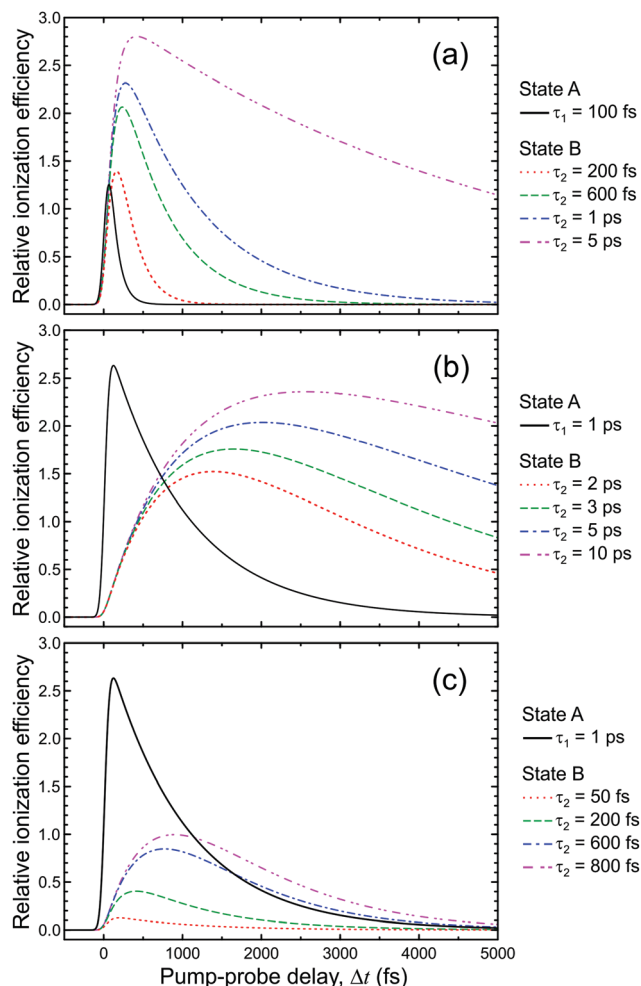 (a)
Relative ionization efficiency
3.0
2.5
2.0
1.5
1.0
0.5
0.0
State A
τ1 = 100 fs
State B
τ2 = 200 fs
τ2 = 600 fs
τ2 = 1 ps
τ2 = 5 ps
(b)
Relative ionization efficiency
3.0
2.5
2.0
1.5
1.0
0.5
0.0
State A
τ1 = 1 ps
State B
τ2 = 2 ps
τ2 = 3 ps
τ2 = 5 ps
τ2 = 10 ps
(c)
Relative ionization efficiency
3.0
2.5
2.0
1.5
1.0
0.5
0.0
State A
τ1 = 1 ps
State B
τ2 = 50 fs
τ2 = 200 fs
τ2 = 600 fs
τ2 = 800 fs
0 1000 2000 3000 4000 5000
Pump-probe delay, Δt (fs)